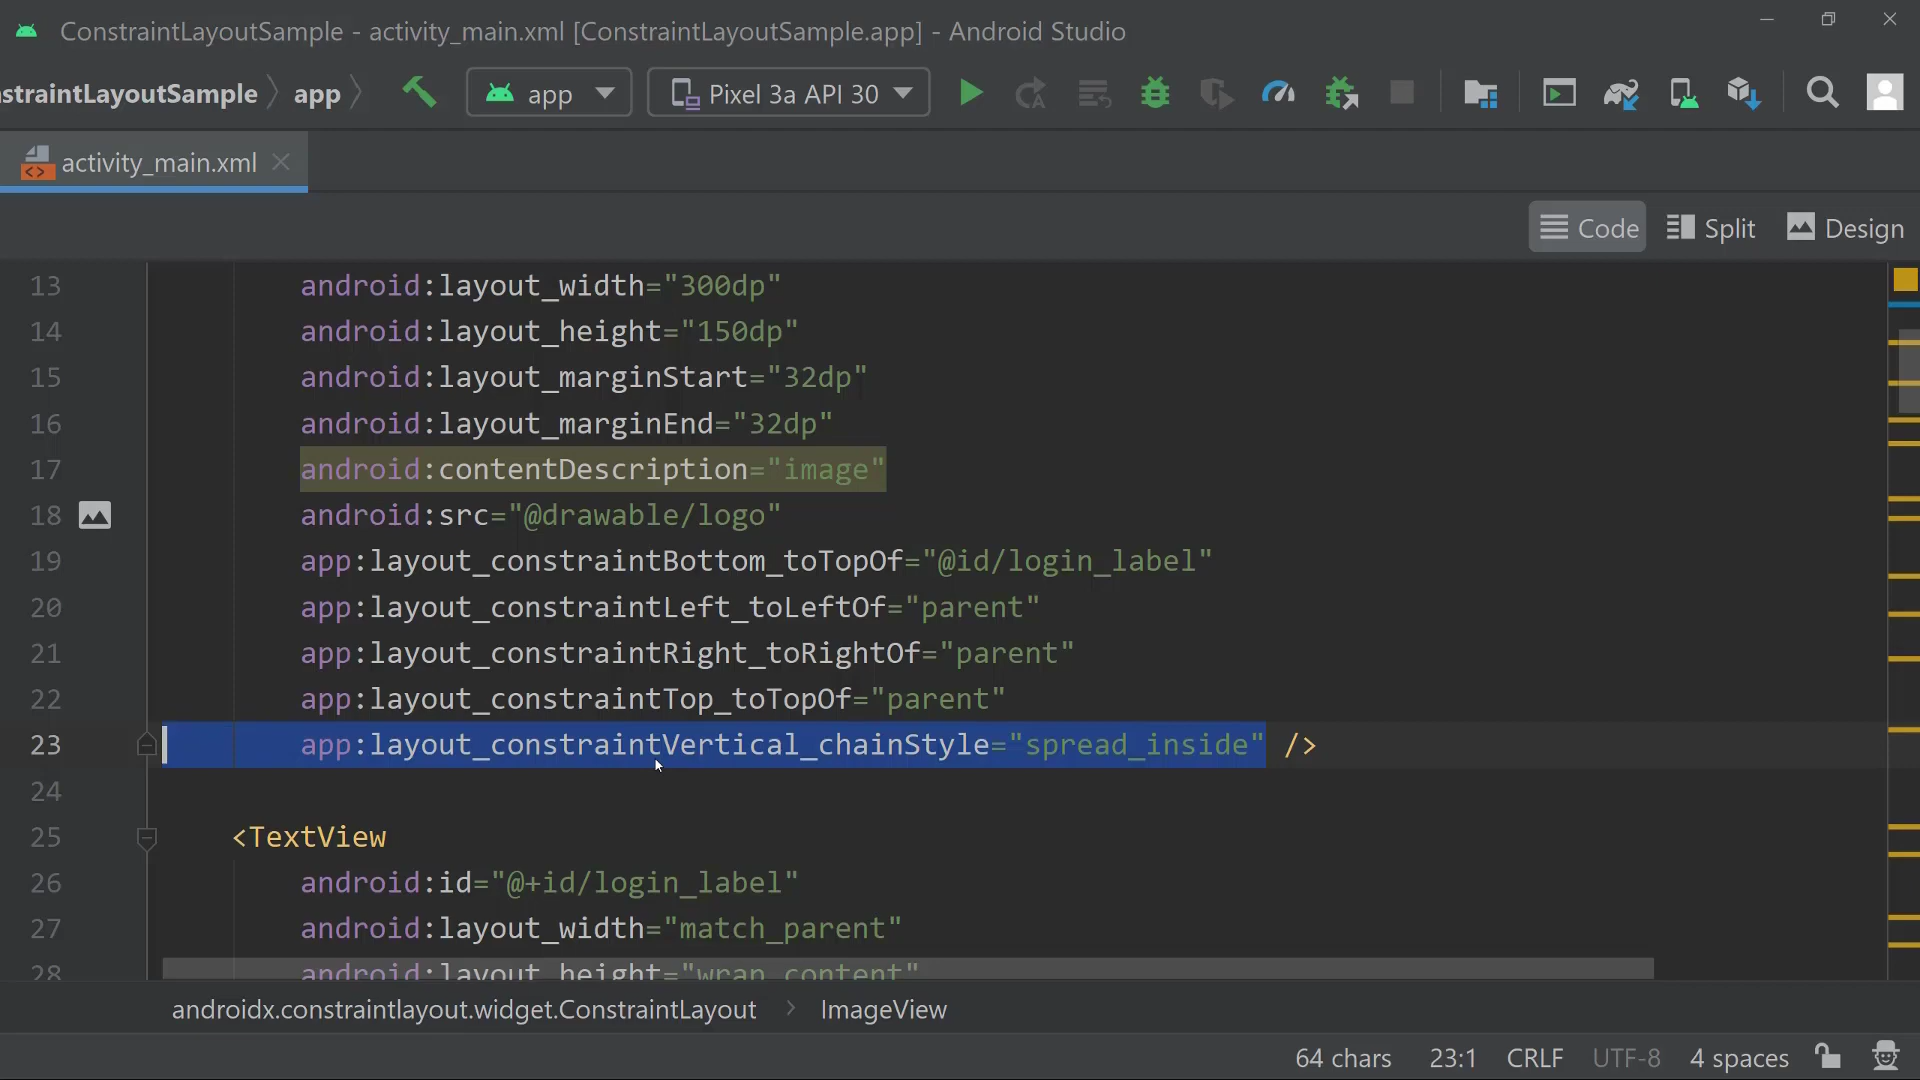 ConstraintLayoutSample - activity_main.xml [ConstraintLayoutSample.app] - Android Studio
straintLayoutSample app app Pixel 3a API 30
activity_main.xml
Code Split Design
13 android:layout_width="300dp"
14 android:layout_height="150dp"
15 android:layout_marginStart="32dp"
16 android:layout_marginEnd="32dp"
17 android:contentDescription="image"
18 android:src="@drawable/logo"
19 app:layout_constraintBottom_toTopOf="@id/login_label"
20 app:layout_constraintLeft_toLeftOf="parent"
21 app:layout_constraintRight_toRightOf="parent"
22 app:layout_constraintTop_toTopOf="parent"
23 app:layout_constraintVertical_chainStyle="spread_inside" />
24
25 <TextView
26 android:id="@+id/login_label"
27 android:layout_width="match_parent"
28 android:layout_height="wrap_content"
androidx.constraintlayout.widget.ConstraintLayout ImageView
64 chars 23:1 CRLF UTF-8 4 spaces